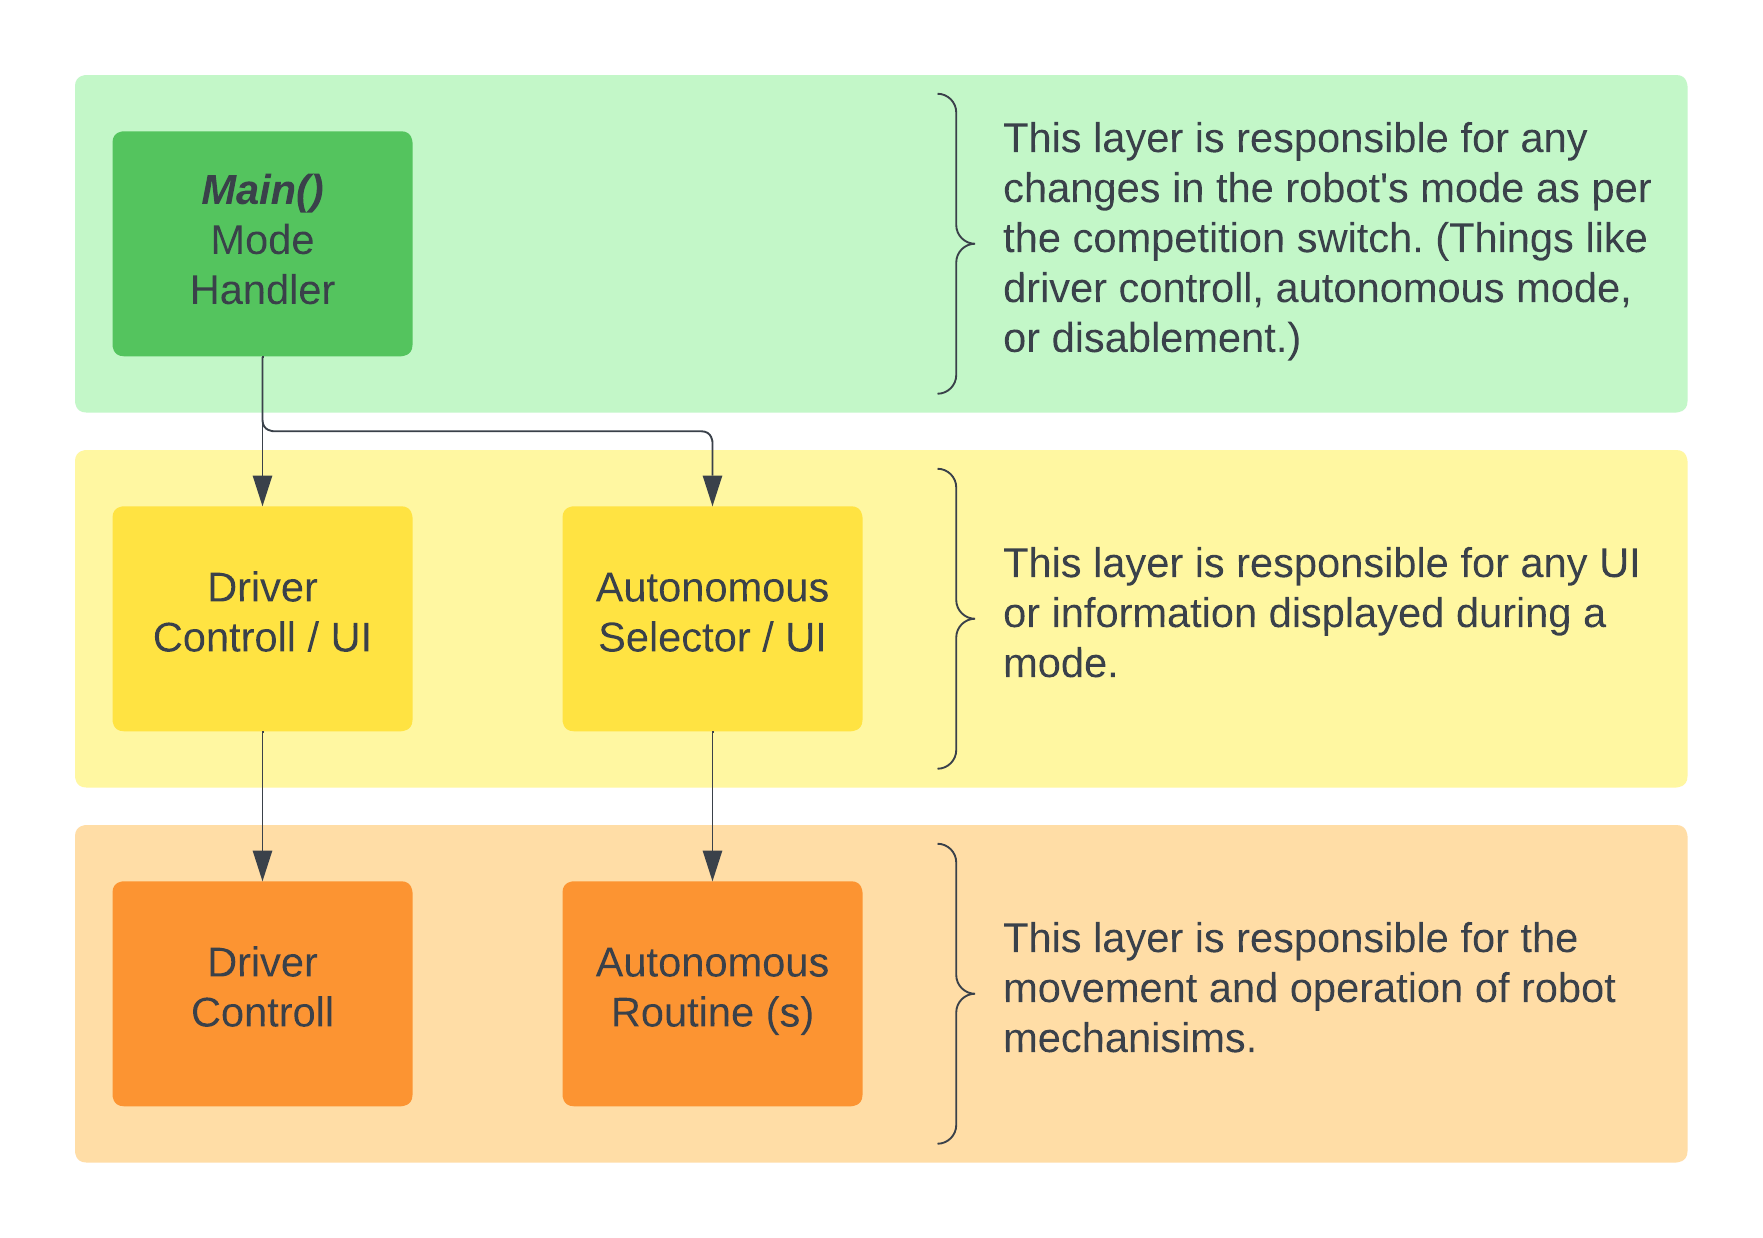 Main()
Mode
Handler
This layer is responsible for any
changes in the robot's mode as per
the competition switch. (Things like
driver controll, autonomous mode,
or disablement.)
Driver
Controll / UI
Autonomous
Selector / UI
This layer is responsible for any UI
or information displayed during a
mode.
Driver
Controll
Autonomous
Routine (s)
This layer is responsible for the
movement and operation of robot
mechanisims.